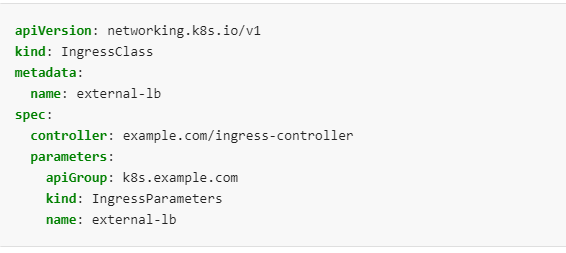 apiVersion: networking.k8s.io/v1
kind: IngressClass
metadata:
  name: external-lb
spec:
  controller: example.com/ingress-controller
  parameters:
    apiGroup: k8s.example.com
    kind: IngressParameters
    name: external-lb